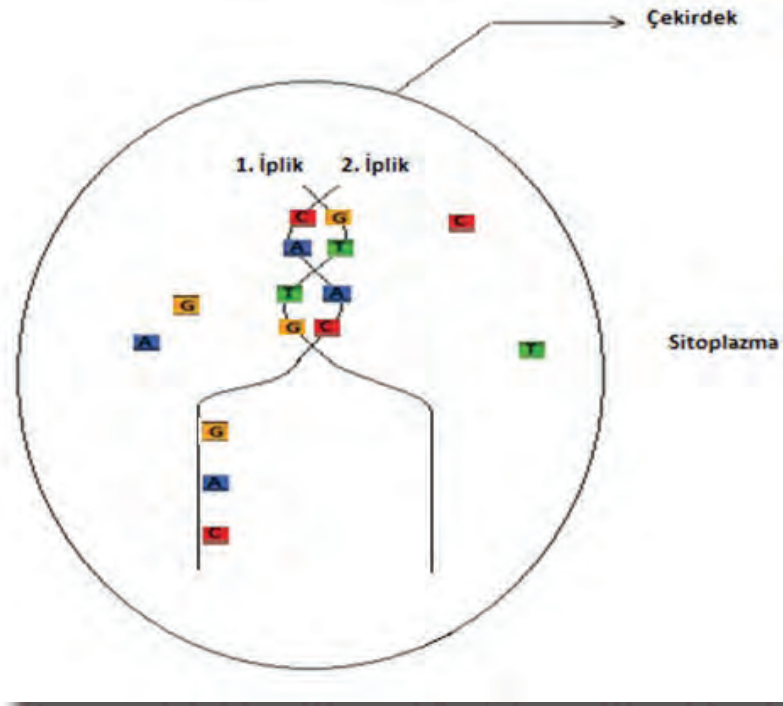 Çekirdek
1. İplik 2. İplik
C G
C
A T
T A
G
G C
A
T
Sitoplazma
G
A
C